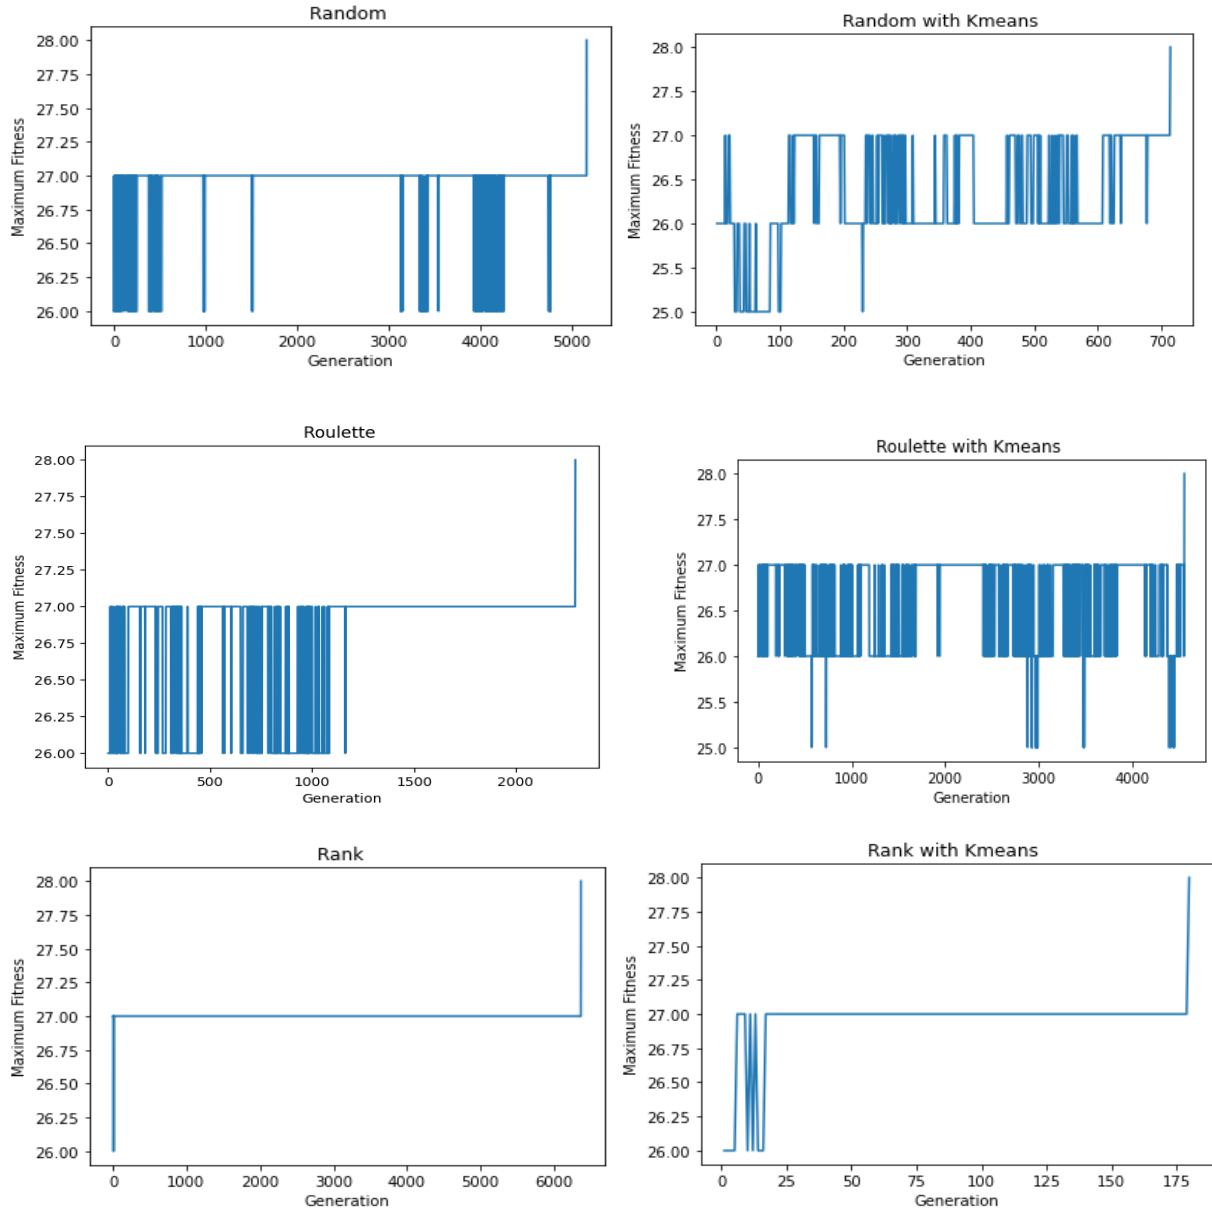 Random
28.00
27.75
27.50
27.25
27.00
26.75
26.50
26.25
26.00
Maximum Fitness
0 1000 2000 3000 4000 5000
Generation
Random with Kmeans
28.0
27.5
27.0
26.5
26.0
25.5
25.0
Maximum Fitness
0 100 200 300 400 500 600 700
Generation
Roulette
28.00
27.75
27.50
27.25
27.00
26.75
26.50
26.25
26.00
Maximum Fitness
0 500 1000 1500 2000
Generation
Roulette with Kmeans
28.0
27.5
27.0
26.5
26.0
25.5
25.0
Maximum Fitness
0 1000 2000 3000 4000
Generation
Rank
28.00
27.75
27.50
27.25
27.00
26.75
26.50
26.25
26.00
Maximum Fitness
0 1000 2000 3000 4000 5000 6000
Generation
Rank with Kmeans
28.00
27.75
27.50
27.25
27.00
26.75
26.50
26.25
26.00
Maximum Fitness
0 25 50 75 100 125 150 175
Generation